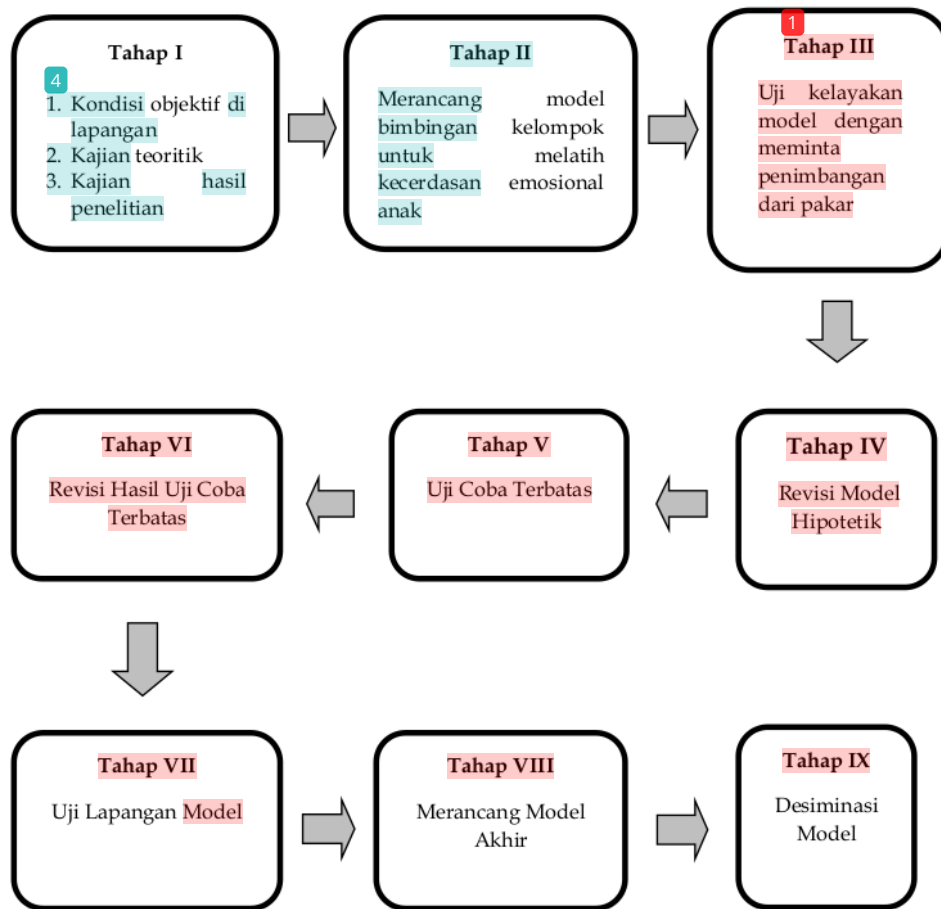 Tahap I
4
1. Kondisi objektif di
lapangan
2. Kajian teoritik
3. Kajian hasil
penelitian
Tahap II
Merancang model
bimbingan kelompok
untuk melatih
kecerdasan emosional
anak
1
Tahap III
Uji kelayakan
model dengan
meminta
penimbangan
dari pakar
Tahap IV
Revisi Model
Hipotetik
Tahap V
Uji Coba Terbatas
Tahap VI
Revisi Hasil Uji Coba
Terbatas
Tahap VII
Uji Lapangan Model
Tahap VIII
Merancang Model
Akhir
Tahap IX
Desiminasi
Model